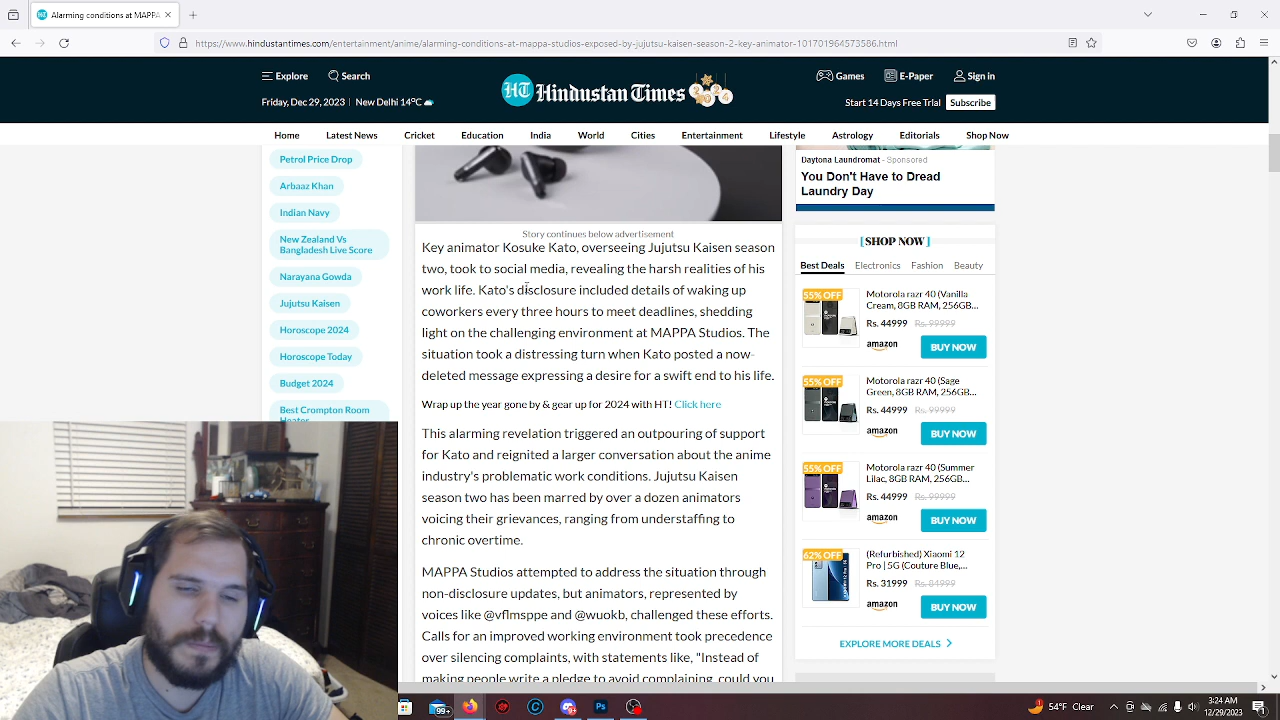 Alarming conditions at MAPPA
https://www.hindustantimes.com/anime/alarming-conditions-at-mappa-studios-exposed-by-jujutsu-kaisen-season-2-key-animator-101701964573586.html
Explore
Search
Hindustan Times
Games
E-Paper
Sign in
Friday, Dec 29, 2023 | New Delhi 14°C
Start 14 Days Free Trial
Subscribe
Home
Latest News
Cricket
Education
India
World
Cities
Entertainment
Lifestyle
Astrology
Editorials
Shop Now
Petrol Price Drop
Arbaaz Khan
Indian Navy
New Zealand Vs
Bangladesh Live Score
Narayana Gowda
Jujutsu Kaisen
Horoscope 2024
Horoscope Today
Budget 2024
Best Crompton Room
Heater
Story continues below advertisement
Key animator Kosuke Kato, overseeing Jujutsu Kaisen season
two, took to social media, revealing the harsh realities of his
work life. Kato's disclosure included details of waking up
coworkers every three hours to meet deadlines, shedding
light on the challenging environment at MAPPA Studios. The
situation took a distressing turn when Kato posted a now-
deleted message expressing a desire for a swift end to his life.
Wrap up the year gone by & gear up for 2024 with HT! Click here
This alarming revelation triggered an outpouring of support
for Kato and reignited a larger conversation about the anime
industry's problematic work conditions. Jujutsu Kaisen
season two has been marred by over a dozen animators
voicing their grievances, ranging from understaffing to
chronic overtime.
MAPPA Studios attempted to address the situation through
non-disclosure updates, but animators, represented by
voices like @vflmsppe and @wuokb, challenged these efforts.
Calls for an improved working environment took precedence
over silencing complaints, with statements like, "Instead of
making people write a pledge to avoid complaining, could you
Daytona Laundromat - Sponsored
You Don't Have to Dread
Laundry Day
[SHOP NOW]
Best Deals
Electronics
Fashion
Beauty
55% OFF
Motorola razr 40 (Vanilla
Cream, 8GB RAM, 256GB...
Rs. 44999 Rs. 99999
amazon
BUY NOW
55% OFF
Motorola razr 40 (Sage
Green, 8GB RAM, 256GB...
Rs. 44999 Rs. 99999
amazon
BUY NOW
55% OFF
Motorola razr 40 (Summer
Lilac, 8GB RAM, 256GB...
Rs. 44999 Rs. 99999
amazon
BUY NOW
62% OFF
(Refurbished) Xiaomi 12
Pro | 5G (Couture Blue,...
Rs. 31999 Rs. 84999
amazon
BUY NOW
EXPLORE MORE DEALS
99+
Ps
54°F Clear
3:24 AM
12/29/2023